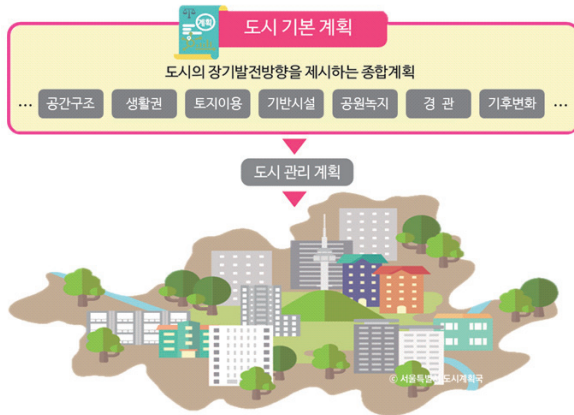 계획
도시 기본 계획
도시의 장기발전방향을 제시하는 종합계획
... 공간구조 생활권 토지이용 기반시설 공원녹지 경 관 기후변화 ...
도시 관리 계획
© 서울특별시 도시계획국